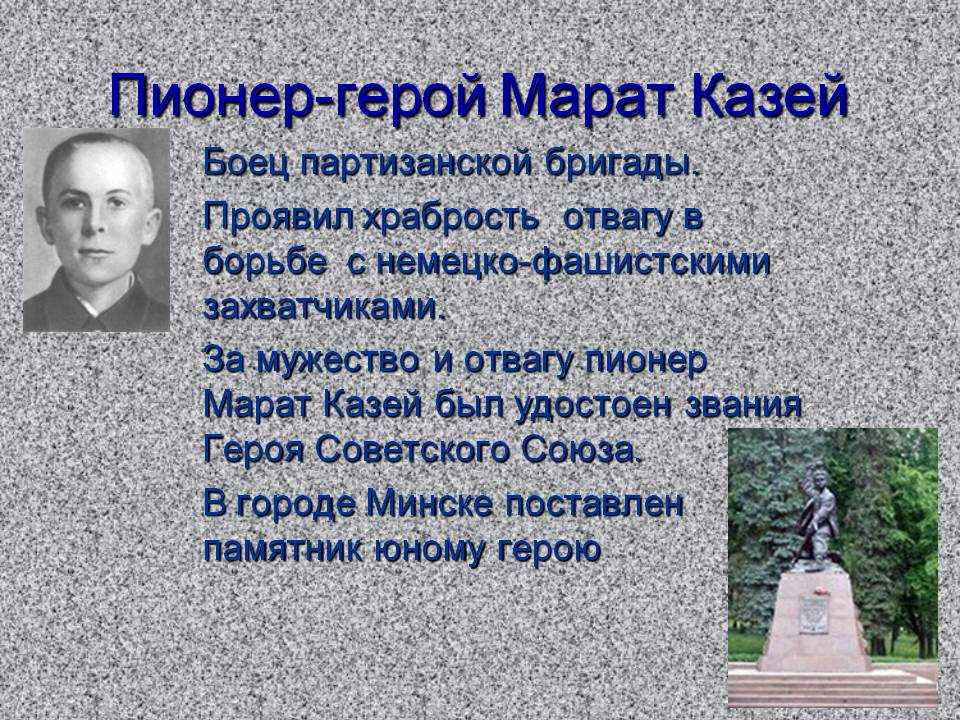 Пионер-герой Марат Казей
Боец партизанской бригады.
Проявил храбрость отвагу в
борьбе с немецко-фашистскими
захватчиками.
За мужество и отвагу пионер
Марат Казей был удостоен звания
Героя Советского Союза.
В городе Минске поставлен
памятник юному герою